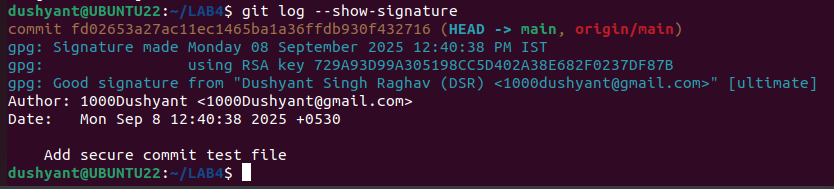 dushyant@UBUNTU22:~/LAB4$ git log --show-signature
commit fd02653a27ac11ec1465ba1a36ffdb930f432716 (HEAD -> main, origin/main)
gpg: Signature made Monday 08 September 2025 12:40:38 PM IST
gpg:                using RSA key 729A93D99A305198CC5D402A38E682F0237DF87B
gpg: Good signature from "Dushyant Singh Raghav (DSR) <1000dushyant@gmail.com>" [ultimate]
Author: 1000Dushyant <1000Dushyant@gmail.com>
Date:   Mon Sep 8 12:40:38 2025 +0530
    Add secure commit test file
dushyant@UBUNTU22:~/LAB4$